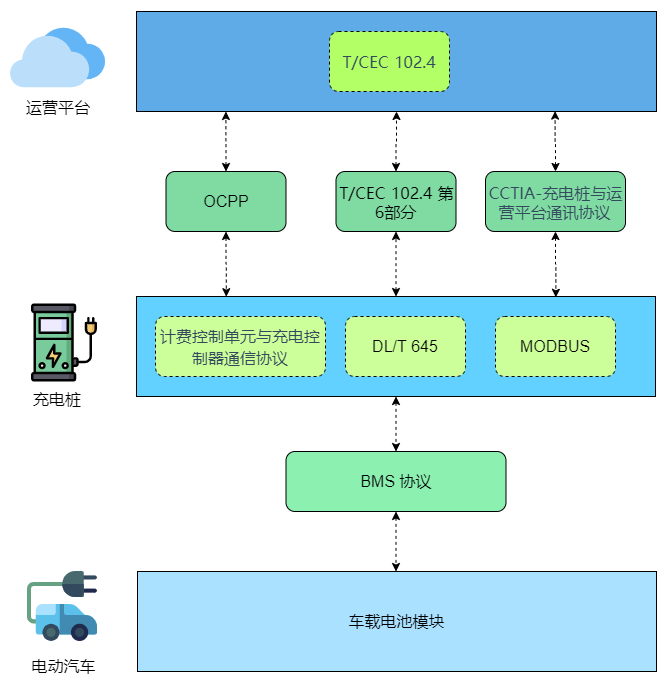 T/CEC 102.4
运营平台
OCPP
T/CEC 102.4 第
6部分
CCTIA-充电桩与运
营平台通讯协议
计费控制单元与充电控
制器通信协议
DL/T 645
MODBUS
充电桩
BMS 协议
车载电池模块
电动汽车